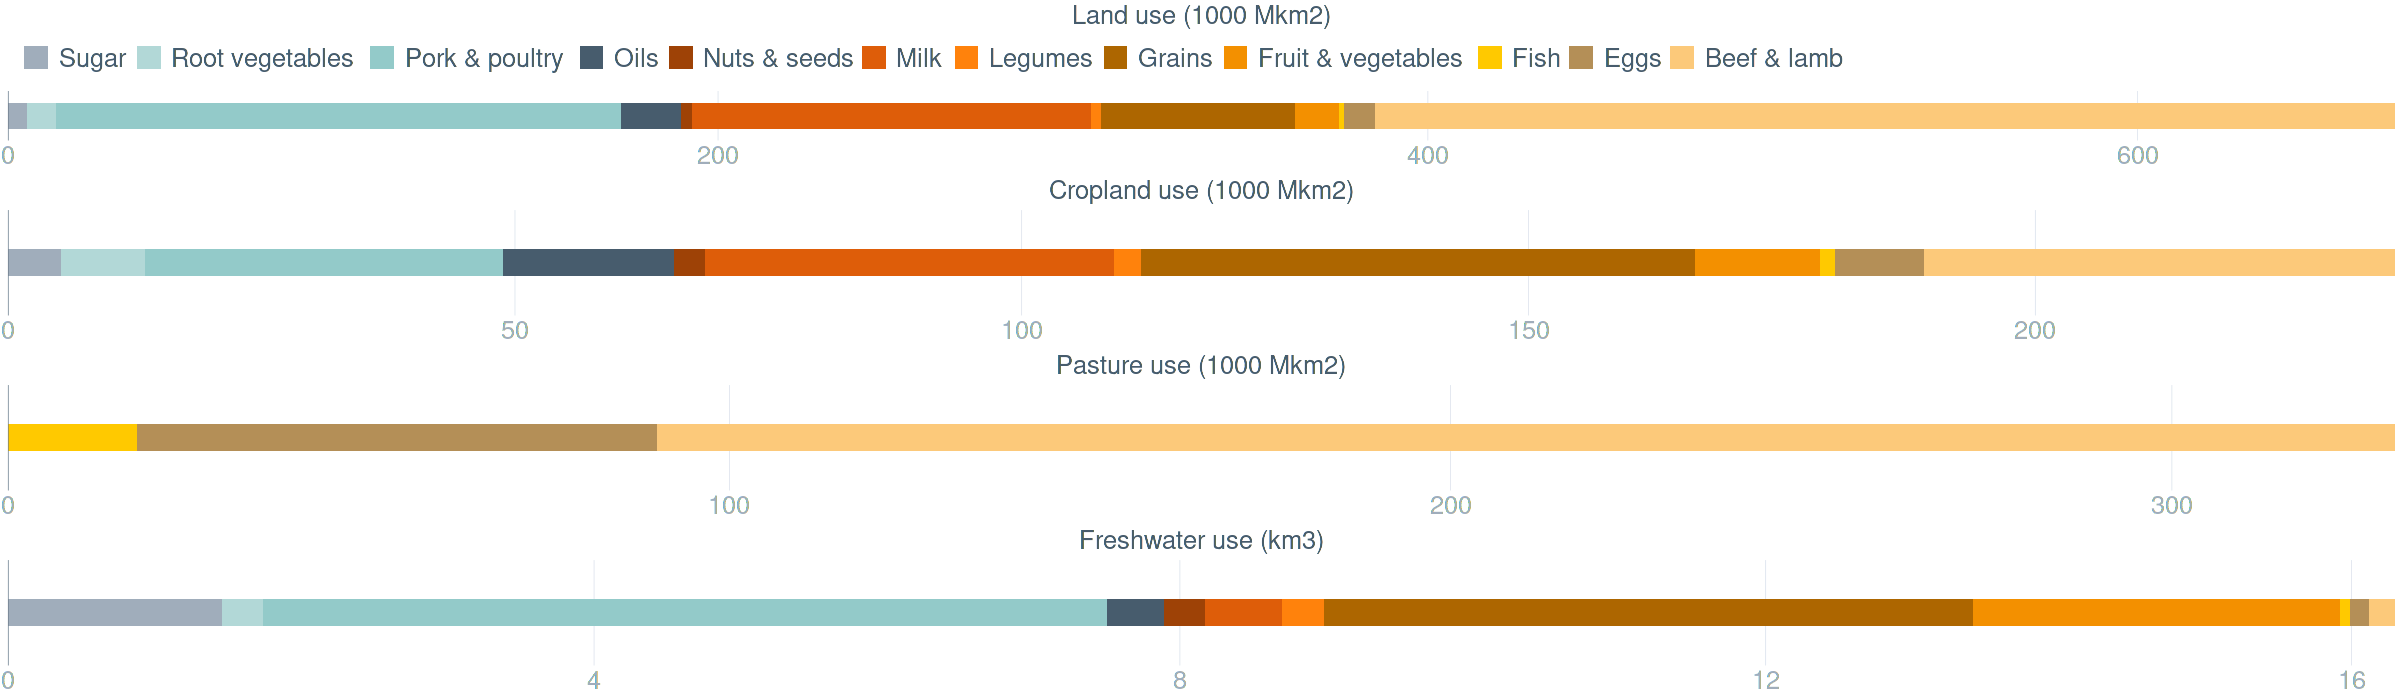 Land use (1000 Mkm2)
Sugar Root vegetables Pork & poultry Oils Nuts & seeds Milk Legumes Grains Fruit & vegetables Fish Eggs Beef & lamb
0 200 400 600
Cropland use (1000 Mkm2)
0 50 100 150 200
Pasture use (1000 Mkm2)
0 100 200 300
Freshwater use (km3)
0 4 8 12 16